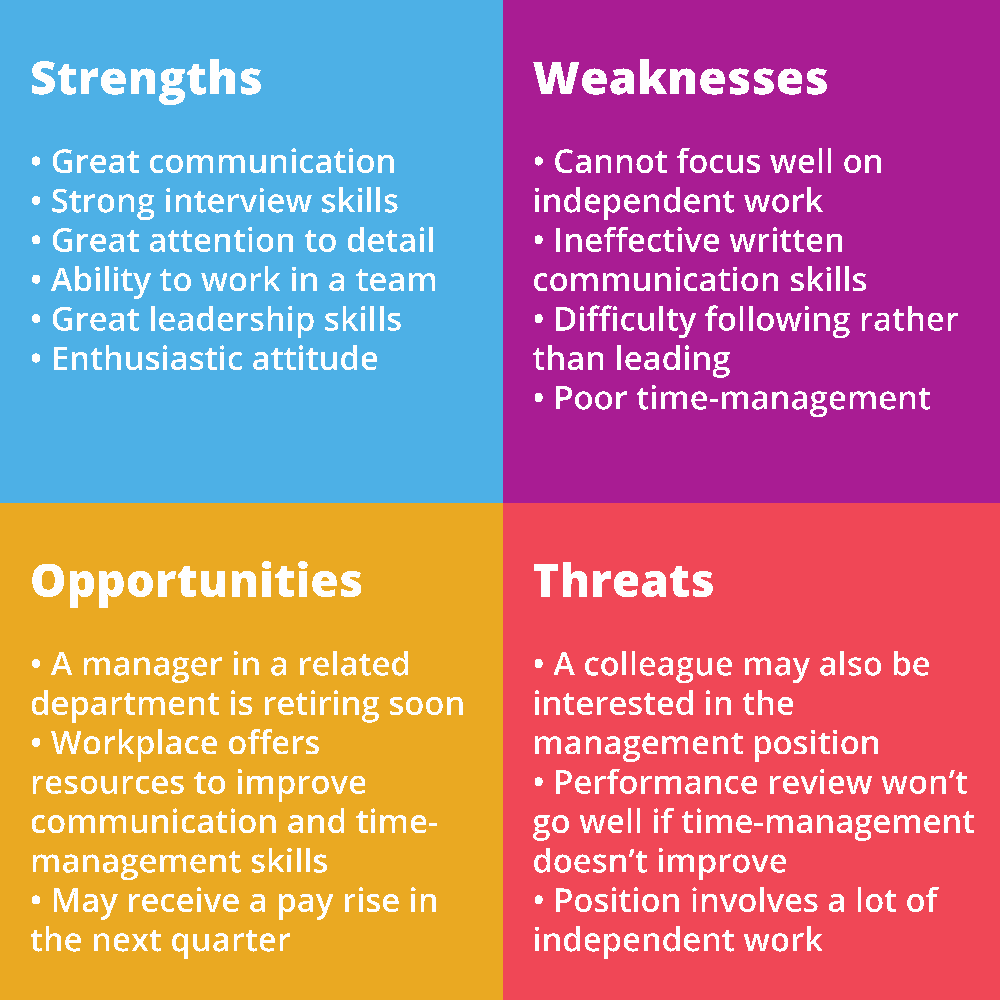 Strengths
• Great communication
• Strong interview skills
• Great attention to detail
• Ability to work in a team
• Great leadership skills
• Enthusiastic attitude
Weaknesses
• Cannot focus well on
independent work
• Ineffective written
communication skills
• Difficulty following rather
than leading
• Poor time-management
Opportunities
• A manager in a related
department is retiring soon
• Workplace offers
resources to improve
communication and time-
management skills
• May receive a pay rise in
the next quarter
Threats
• A colleague may also be
interested in the
management position
• Performance review won’t
go well if time-management
doesn’t improve
• Position involves a lot of
independent work